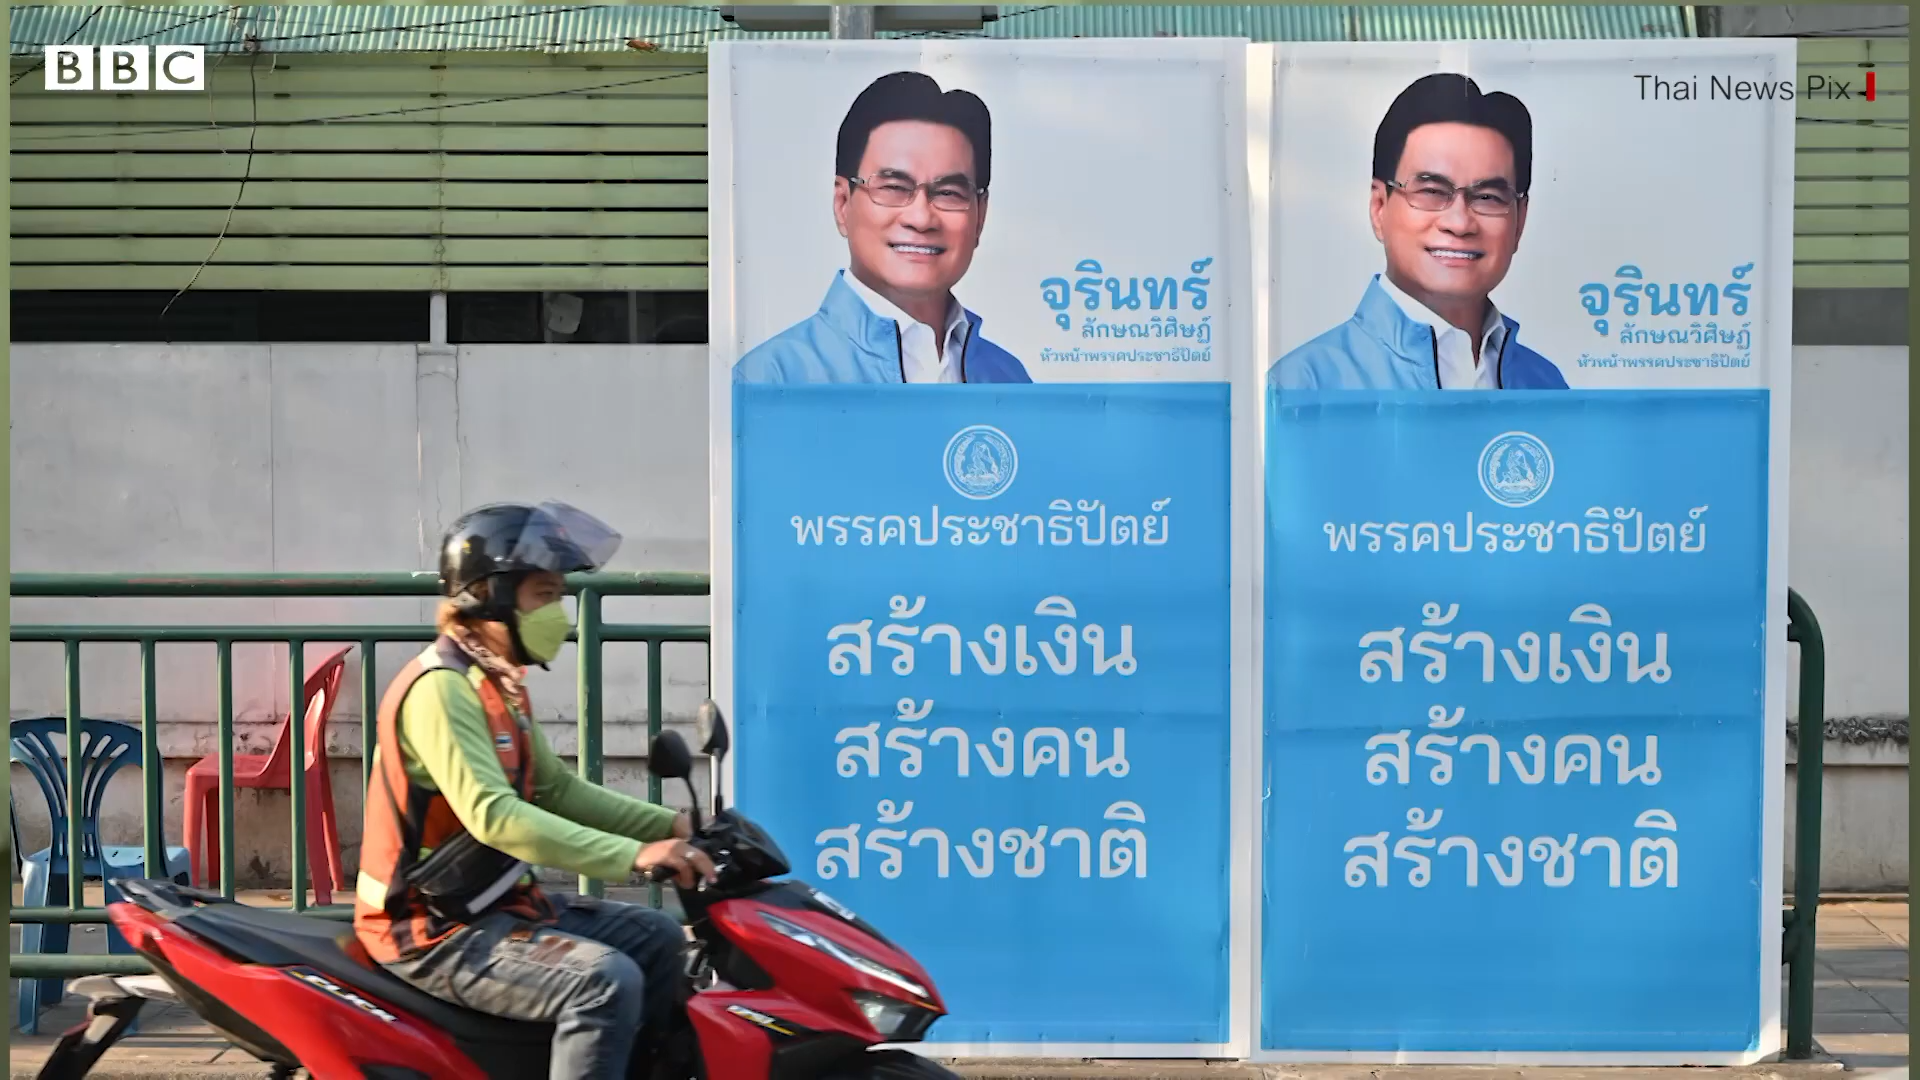 BBC
Thai News Pix
จุรินทร์
ลักษณวิศิษฏ์
หัวหน้าพรรคประชาธิปัตย์
พรรคประชาธิปัตย์
สร้างเงิน
สร้างคน
สร้างชาติ
จุรินทร์
ลักษณวิศิษฏ์
หัวหน้าพรรคประชาธิปัตย์
พรรคประชาธิปัตย์
สร้างเงิน
สร้างคน
สร้างชาติ
CLICK